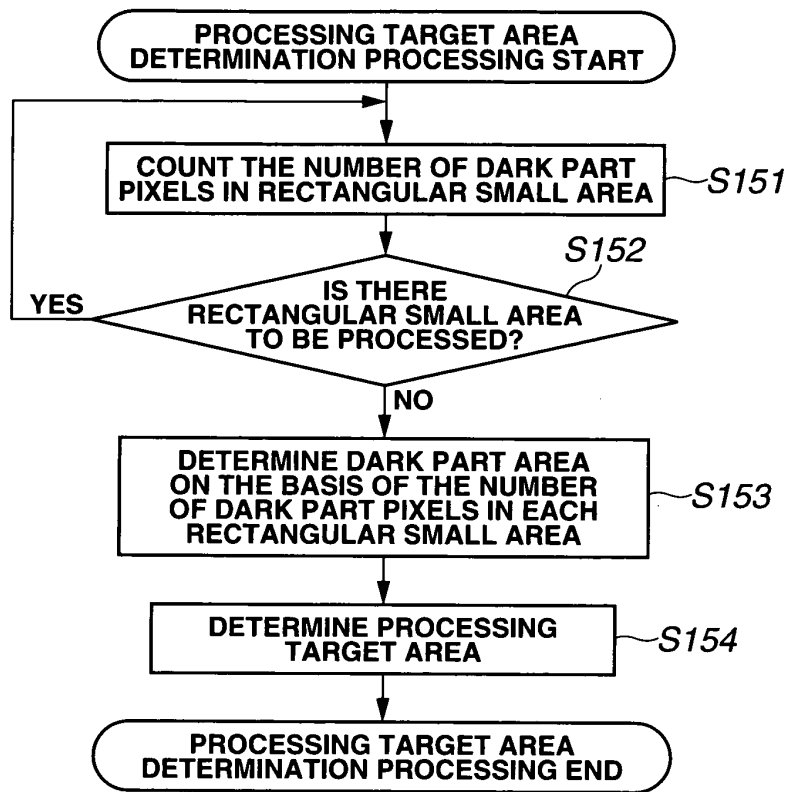 PROCESSING TARGET AREA
DETERMINATION PROCESSING START
COUNT THE NUMBER OF DARK PART
PIXELS IN RECTANGULAR SMALL AREA
S151
S152
IS THERE
RECTANGULAR SMALL AREA
TO BE PROCESSED?
YES
NO
DETERMINE DARK PART AREA
ON THE BASIS OF THE NUMBER
OF DARK PART PIXELS IN EACH
RECTANGULAR SMALL AREA
S153
DETERMINE PROCESSING
TARGET AREA
S154
PROCESSING TARGET AREA
DETERMINATION PROCESSING END